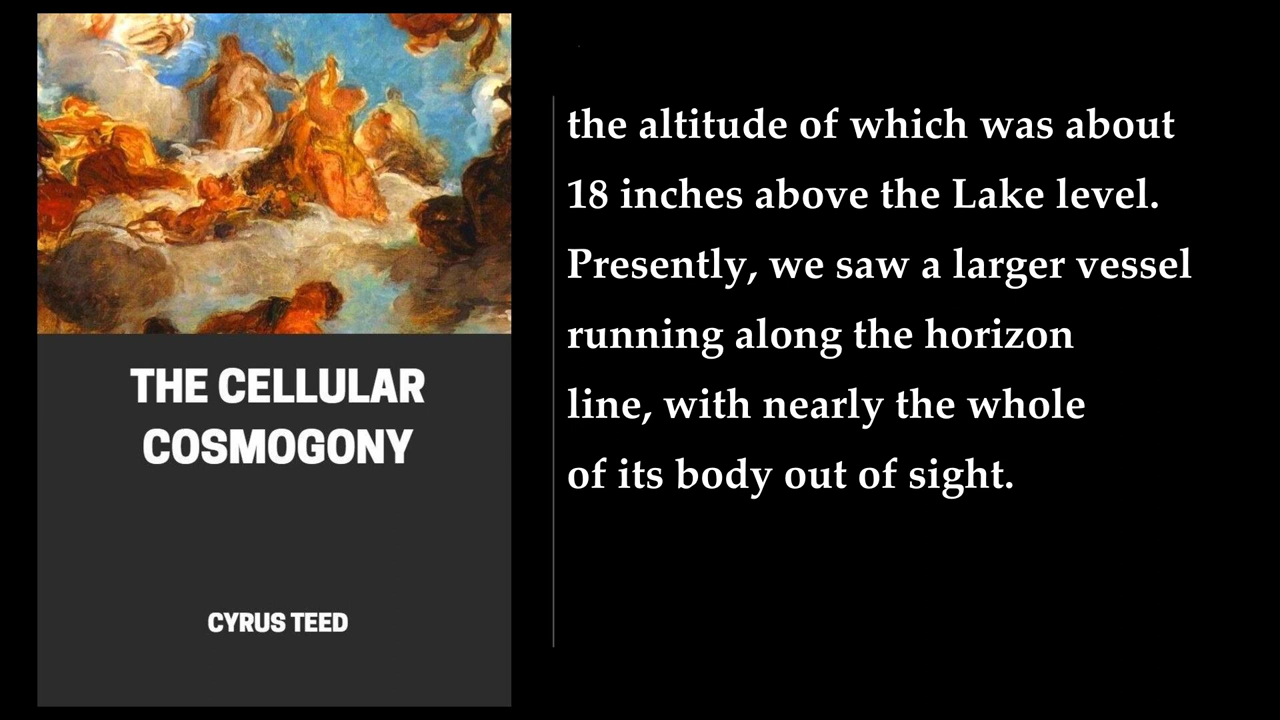 THE CELLULAR
COSMOGONY
CYRUS TEED
the altitude of which was about
18 inches above the Lake level.
Presently, we saw a larger vessel
running along the horizon
line, with nearly the whole
of its body out of sight.